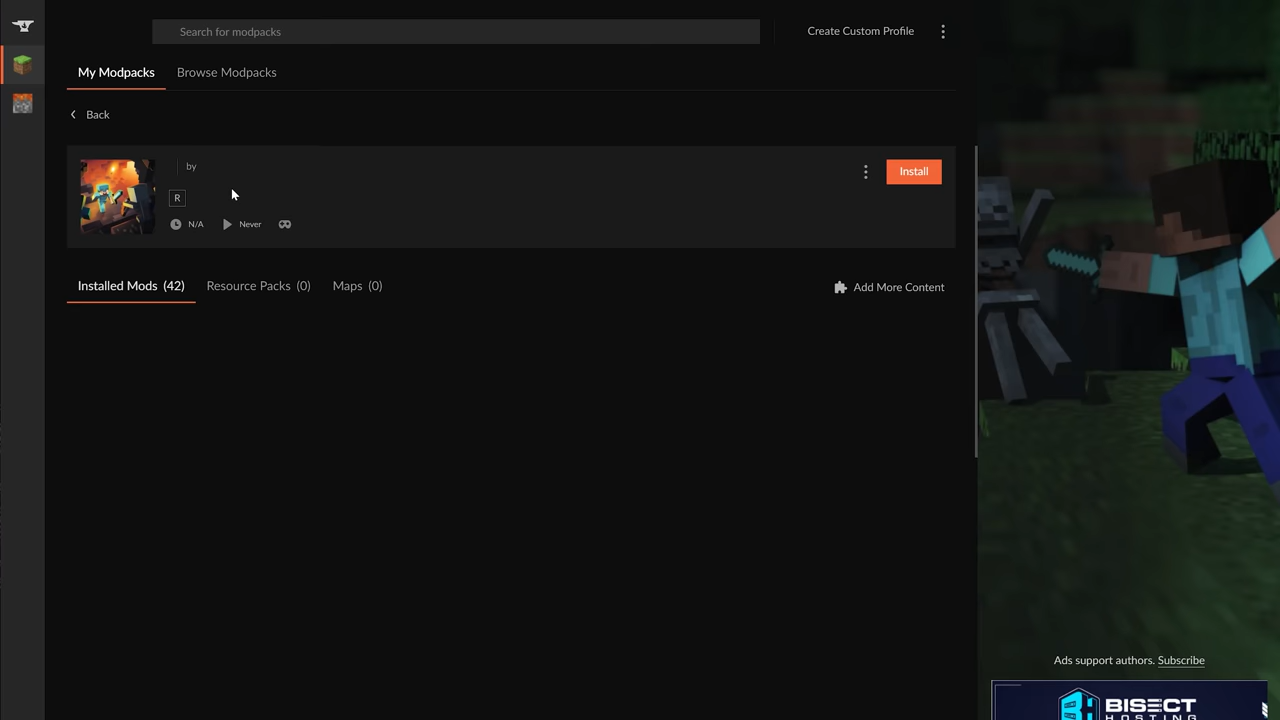 Search for modpacks
Create Custom Profile
My Modpacks
Browse Modpacks
Back
by
R
N/A
Never
Install
Installed Mods (42)
Resource Packs (0)
Maps (0)
Add More Content
Ads support authors. Subscribe
BISECT
HOSTING